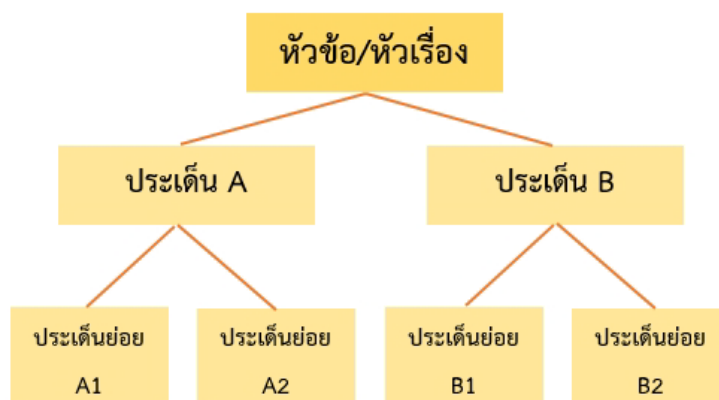 หัวข้อ/หัวเรื่อง
ประเด็น A
ประเด็น B
ประเด็นย่อย
A1
ประเด็นย่อย
A2
ประเด็นย่อย
B1
ประเด็นย่อย
B2